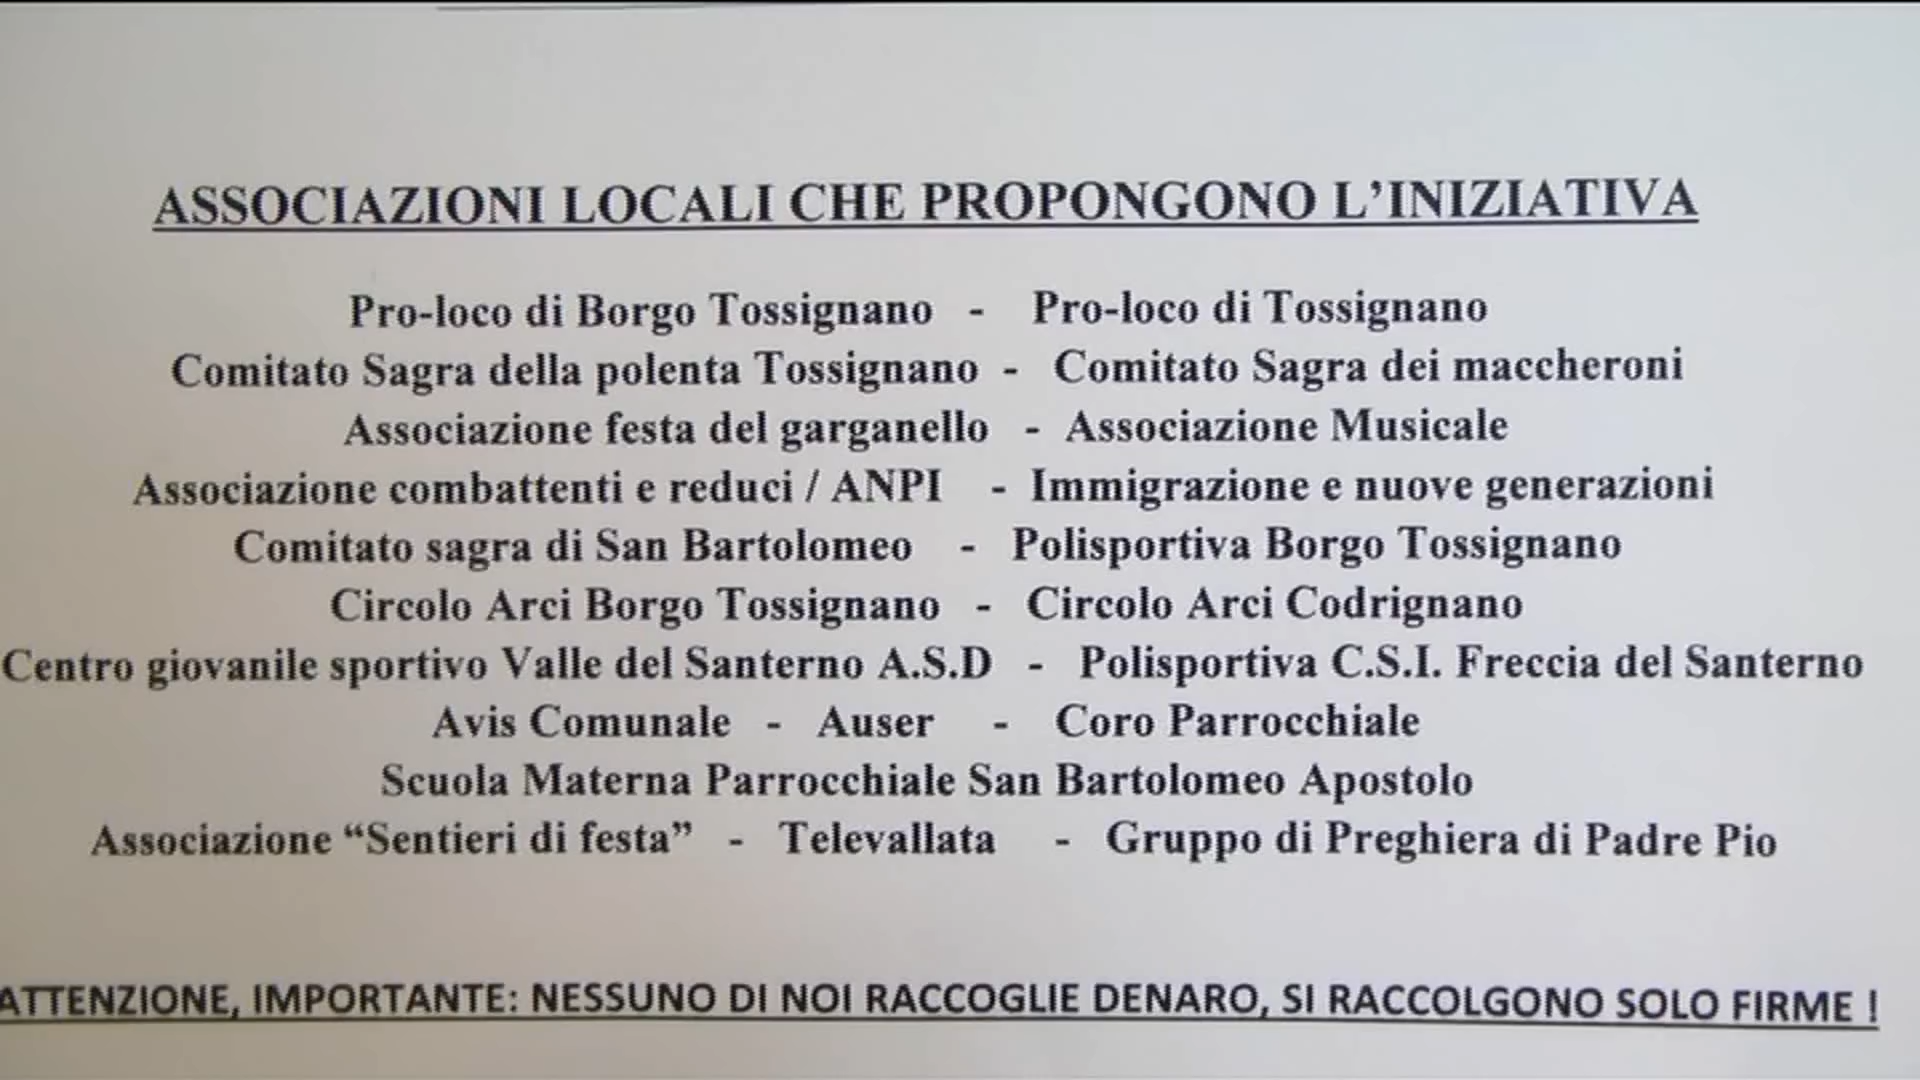 ASSOCIAZIONI LOCALI CHE PROPONGONO L’INIZIATIVA
Pro-loco di Borgo Tossignano - Pro-loco di Tossignano
Comitato Sagra della polenta Tossignano - Comitato Sagra dei maccheroni
Associazione festa del garganello - Associazione Musicale
Associazione combattenti e reduci / ANPI - Immigrazione e nuove generazioni
Comitato sagra di San Bartolomeo - Polisportiva Borgo Tossignano
Circolo Arci Borgo Tossignano - Circolo Arci Codrignano
Centro giovanile sportivo Valle del Santerno A.S.D - Polisportiva C.S.I. Freccia del Santerno
Avis Comunale - Auser - Coro Parrocchiale
Scuola Materna Parrocchiale San Bartolomeo Apostolo
Associazione “Sentieri di festa” - Televallata - Gruppo di Preghiera di Padre Pio
ATTENZIONE, IMPORTANTE: NESSUNO DI NOI RACCOGLIE DENARO, SI RACCOLGONO SOLO FIRME !